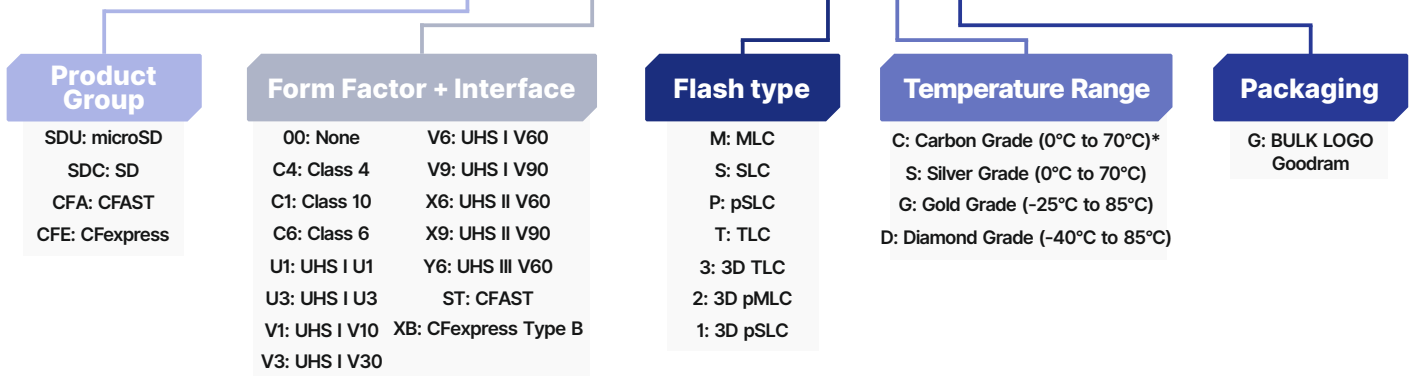 Product
Group
SDU: microSD
SDC: SD
CFA: CFAST
CFE: CFexpress
Form Factor + Interface
00: None
C4: Class 4
C1: Class 10
C6: Class 6
U1: UHS I U1
U3: UHS I U3
V1: UHS I V10
V3: UHS I V30
V6: UHS I V60
V9: UHS I V90
X6: UHS II V60
X9: UHS II V90
Y6: UHS III V60
ST: CFAST
XB: CFexpress Type B
Flash type
M: MLC
S: SLC
P: pSLC
T: TLC
3: 3D TLC
2: 3D pMLC
1: 3D pSLC
Temperature Range
C: Carbon Grade (0°C to 70°C)*
S: Silver Grade (0°C to 70°C)
G: Gold Grade (-25°C to 85°C)
D: Diamond Grade (-40°C to 85°C)
Packaging
G: BULK LOGO
Goodram